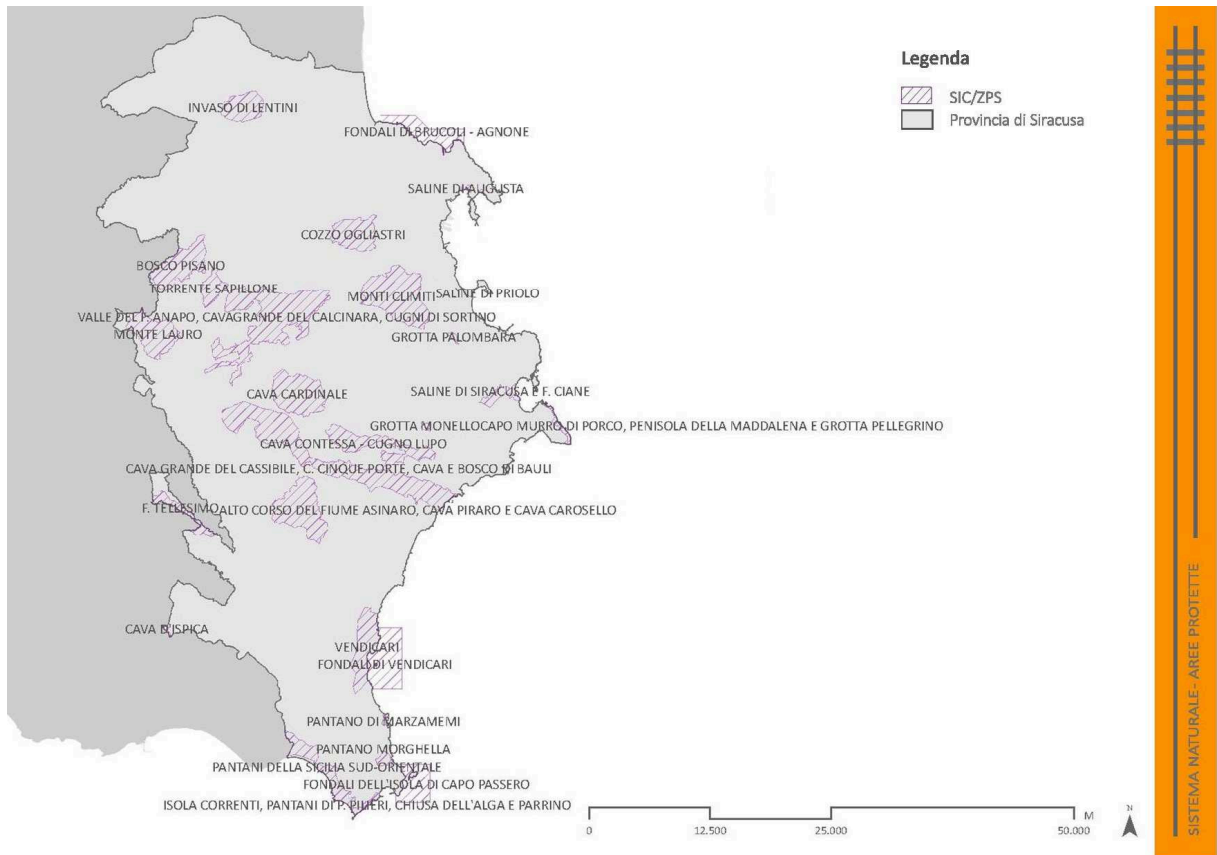 Legenda
SIC/ZPS
Provincia di Siracusa
INVASO DI LENTINI
FONDALI DI BRUCOLI - AGNONE
SALINE DI AUGUSTA
COZZO OGLIASTRI
BOSCO PISANO
TORRENTE SAPILLONE
MONTI CLIMITI
SALINE DI PRIOLO
VALLE DEL F. ANAPO, CAVAGRANDE DEL CALCINARA, CUGNI DI SORTINO
MONTE LAURO
GROTTA PALOMBARA
CAVA CARDINALE
SALINE DI SIRACUSA E F. CIANE
GROTTA MONELLOCAPO MURRO DI PORCO, PENISOLA DELLA MADDALENA E GROTTA PELLEGRINO
CAVA CONTESSA - CUGNO LUPO
CAVA GRANDE DEL CASSIBILE, C. CINQUE PORTE, CAVA E BOSCO DI BAULI
F. TELLESIMO
ALTO CORSO DEL FIUME ASINARO, CAVA PIRARO E CAVA CAROSELLO
CAVA D'ISPICA
VENDICARI
FONDALI DI VENDICARI
PANTANO DI MARZAMEMI
PANTANO MORGHELLA
PANTANI DELLA SICILIA SUD-ORIENTALE
FONDALI DELL'ISOLA DI CAPO PASSERO
ISOLA CORRENTI, PANTANI DI P. PILIERI, CHIUSA DELL'ALGA E PARRINO
M
N
0
12.500
25.000
50.000
SISTEMA NATURALE - AREE PROTETTE